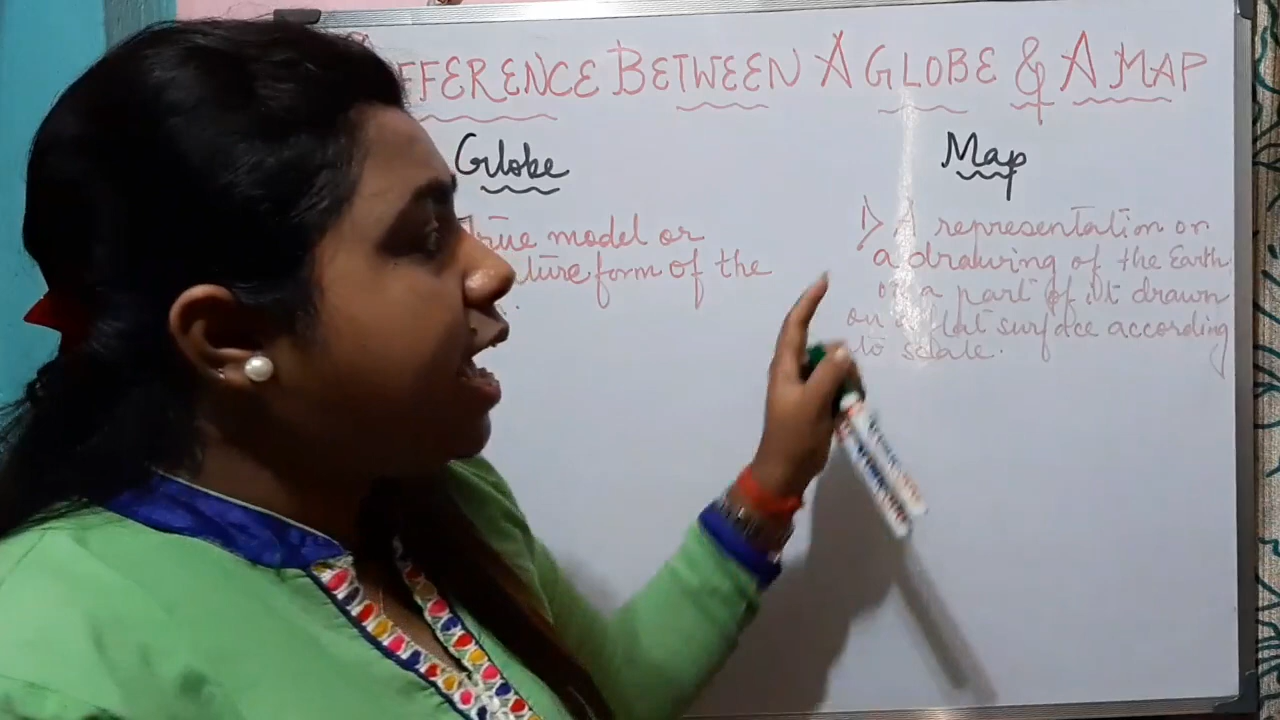 FFERENCE BETWEEN A GLOBE & A MAP
Globe
True model or
ture form of the
Map
1) A representation or
a drawing of the Earth
or a part of it drawn
on a flat surface according
to scale.